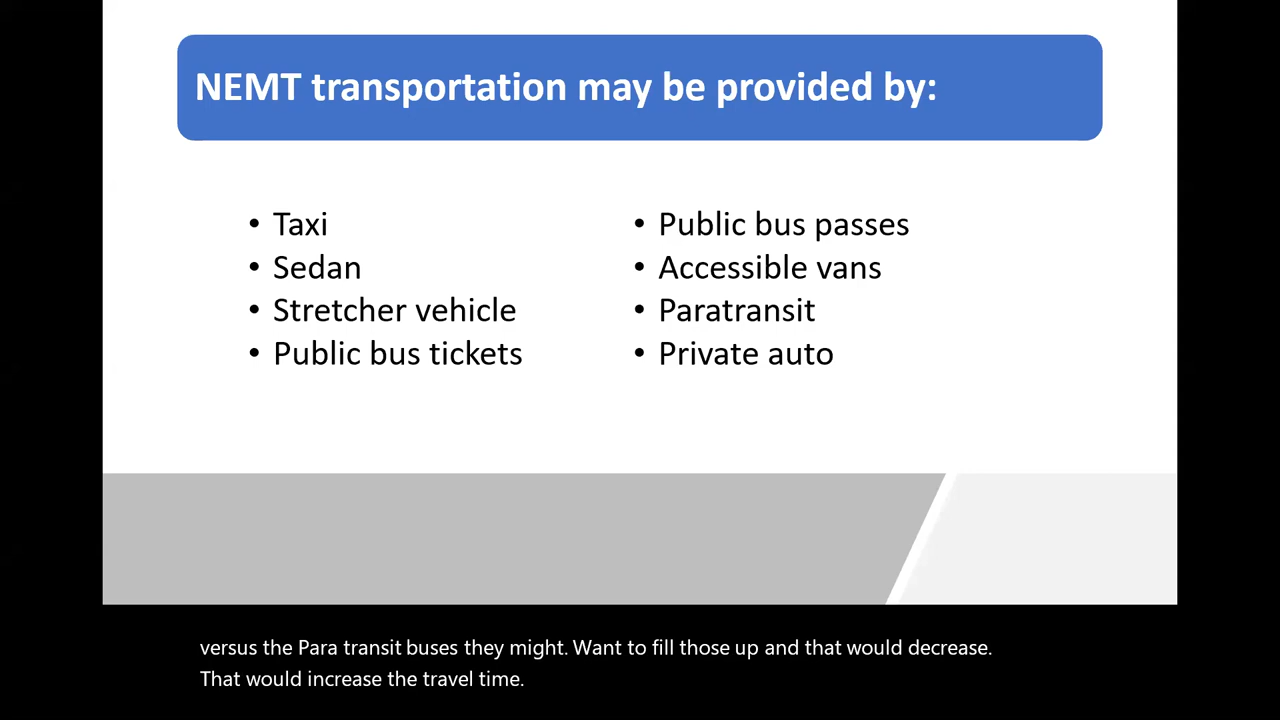 NEMT transportation may be provided by:
• Taxi
• Sedan
• Stretcher vehicle
• Public bus tickets
• Public bus passes
• Accessible vans
• Paratransit
• Private auto
versus the Para transit buses they might. Want to fill those up and that would decrease.
That would increase the travel time.